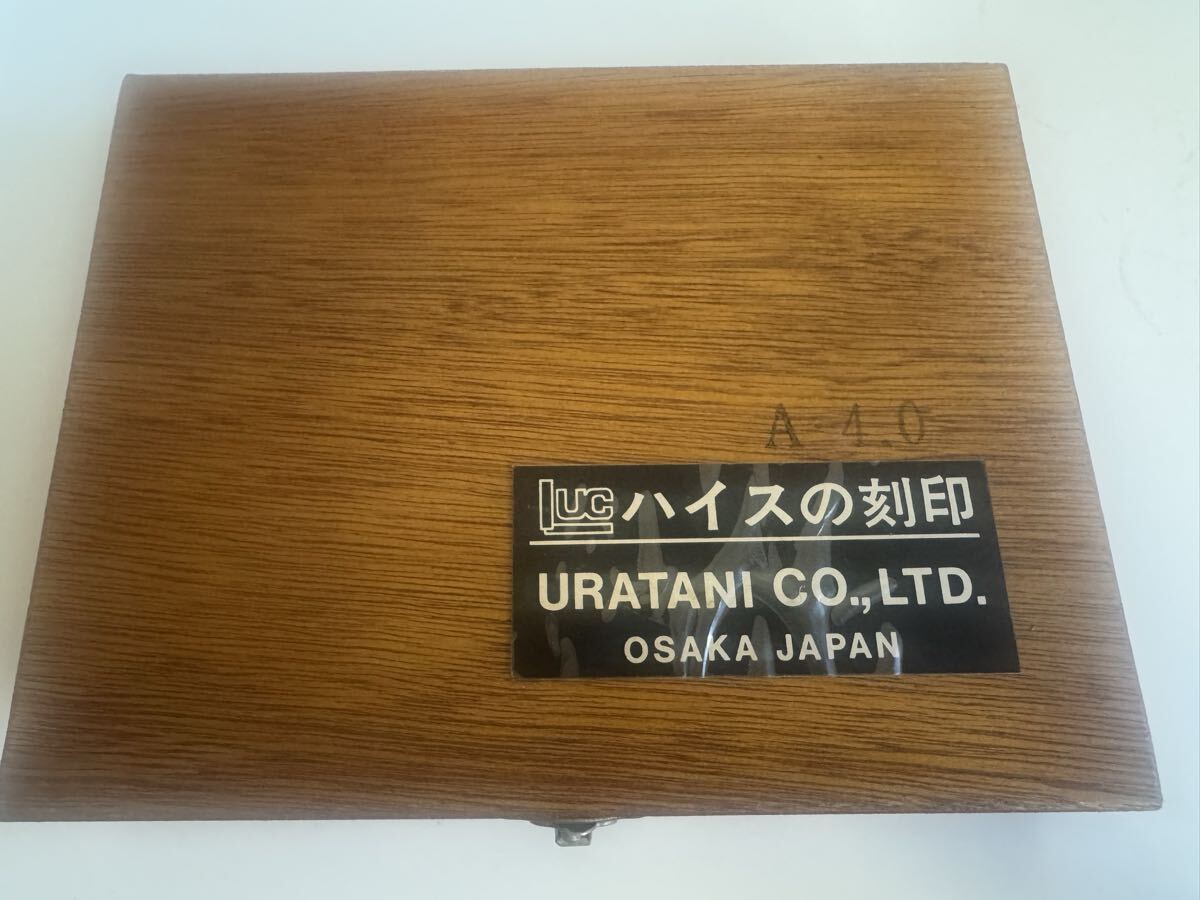 A-4.0
LUC ハイスの刻印
URATANI CO.,LTD.
OSAKA JAPAN